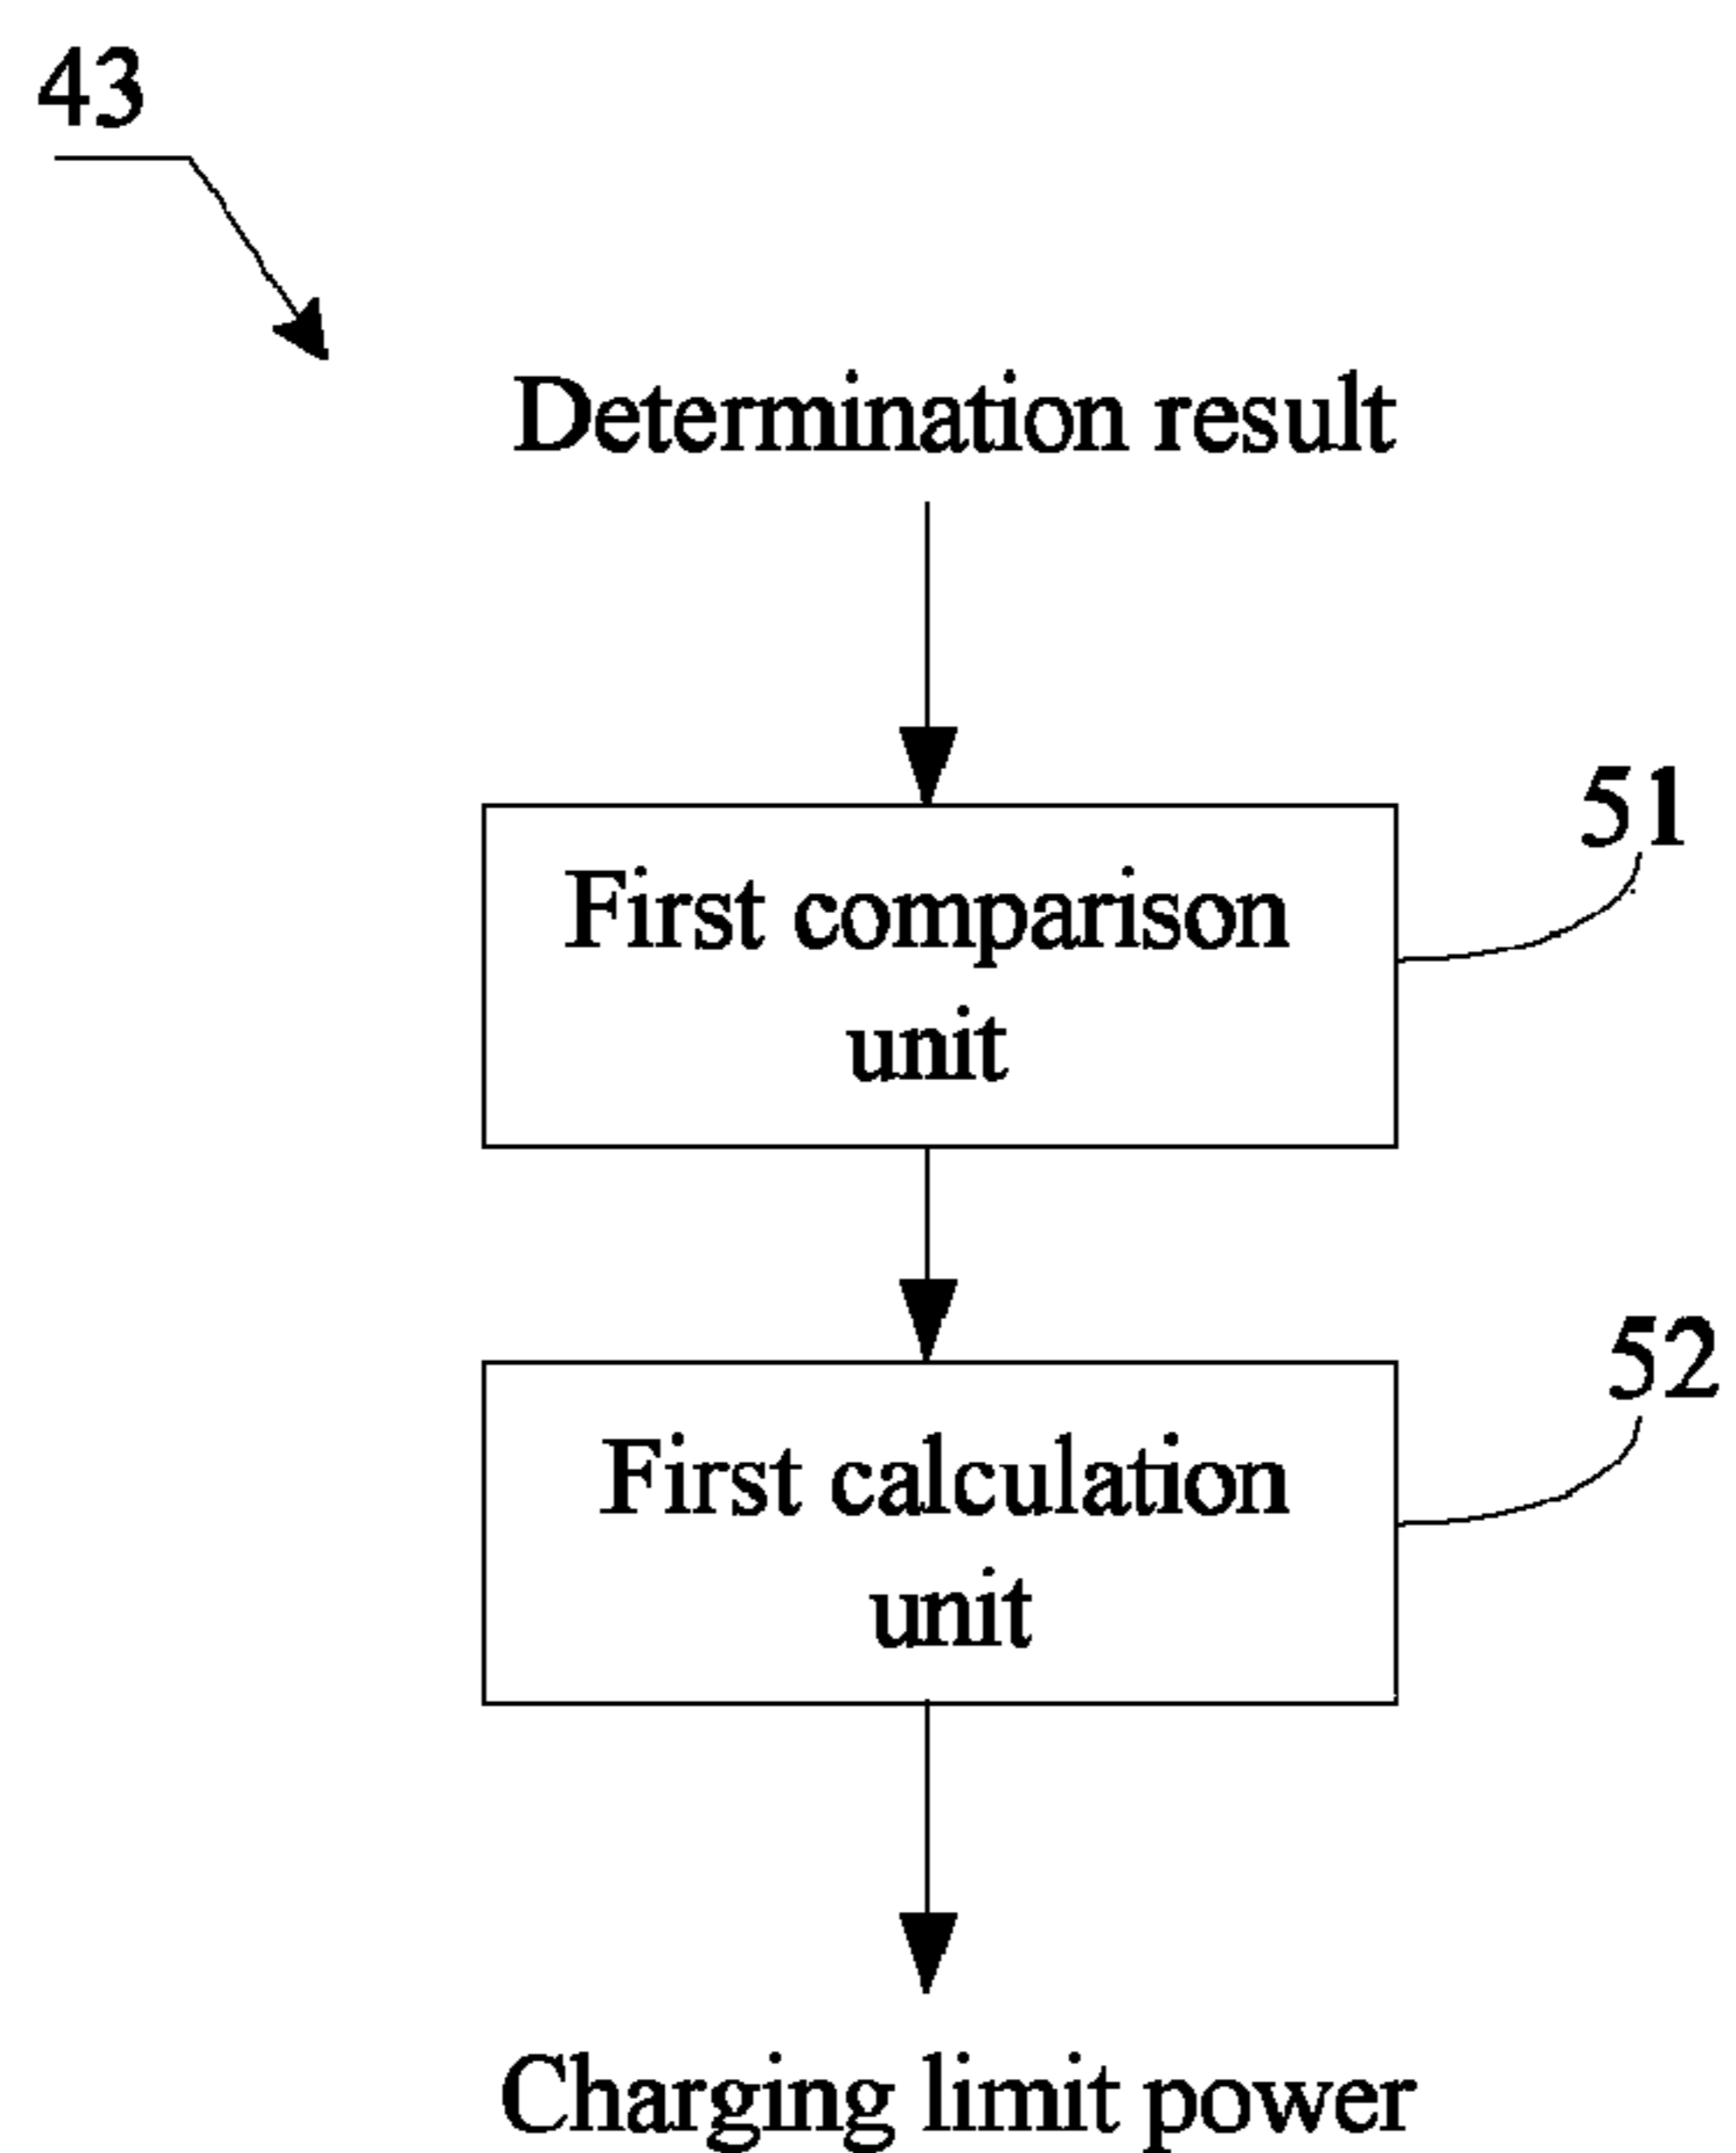 43
Determination result
51
First comparison
unit
52
First calculation
unit
Charging limit power